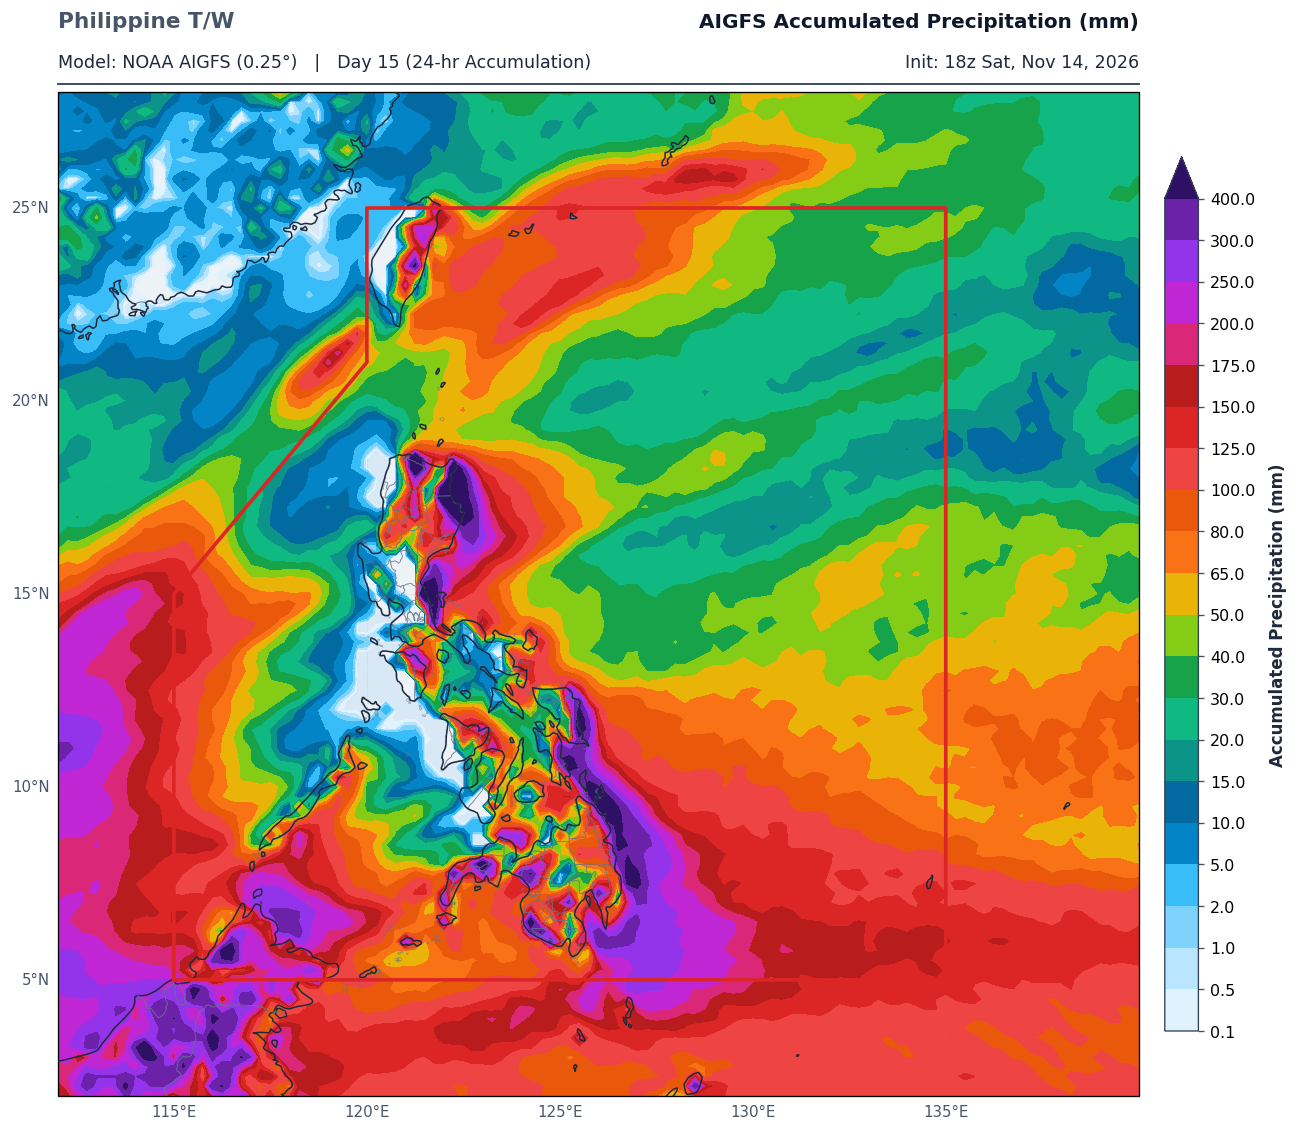 Philippine T/W
AIGFS Accumulated Precipitation (mm)
Model: NOAA AIGFS (0.25°)   |   Day 15 (24-hr Accumulation)
Init: 18z Sat, Nov 14, 2026
25°N
20°N
15°N
10°N
5°N
115°E
120°E
125°E
130°E
135°E
400.0
300.0
250.0
200.0
175.0
150.0
125.0
100.0
80.0
65.0
50.0
40.0
30.0
20.0
15.0
10.0
5.0
2.0
1.0
0.5
0.1
Accumulated Precipitation (mm)